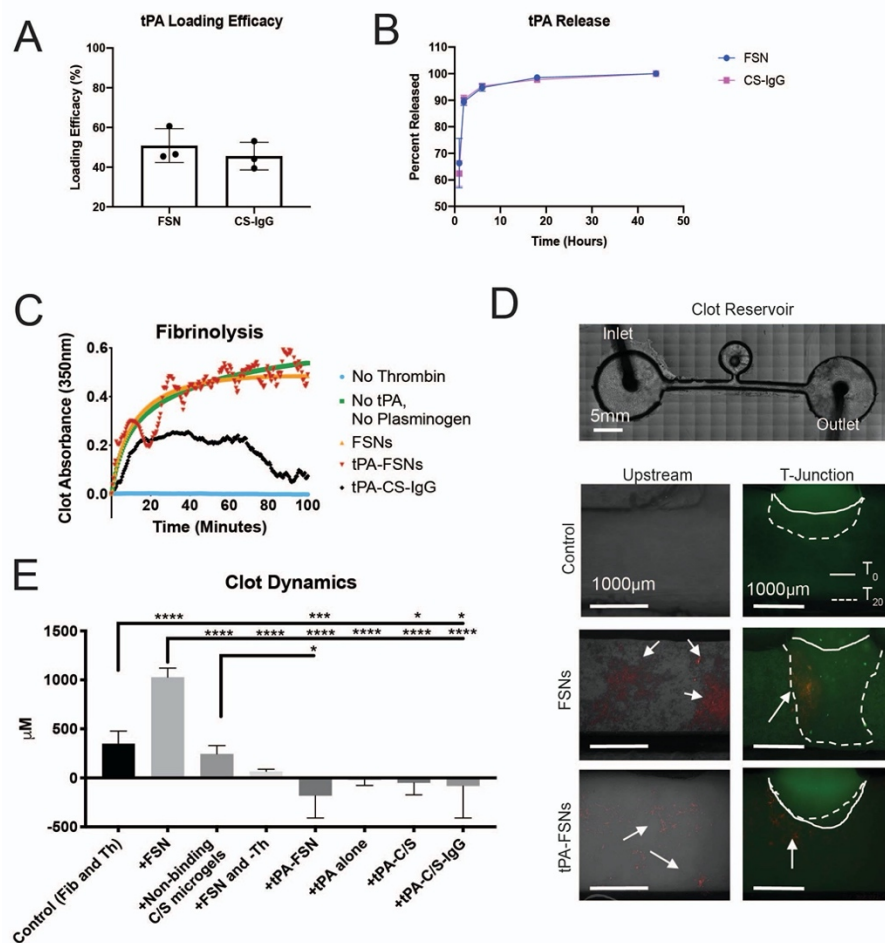 A
tPA Loading Efficacy
Loading Efficacy (%)
100
80
60
40
20
FSN
CS-IgG
B
tPA Release
Percent Released
100
90
80
70
60
50
0
10
20
30
40
50
Time (Hours)
FSN
CS-IgG
C
Fibrinolysis
Clot Absorbance (350nm)
0.6
0.4
0.2
0.0
20
40
60
80
100
Time (Minutes)
No Thrombin
No tPA,
No Plasminogen
FSNs
tPA-FSNs
tPA-CS-IgG
D
Clot Reservoir
Inlet
5mm
Outlet
Upstream
T-Junction
Control
1000μm
1000μm
T0
T20
FSNs
tPA-FSNs
E
Clot Dynamics
**** *** * *
**** **** **** **** **** ****
*
μM
1500
1000
500
0
-500
Control (Fib and Th)
+FSN
+Non-binding
C/S microgels
+FSN and -Th
+tPA-FSN
+tPA alone
+tPA-C/S
+tPA-C/S-IgG